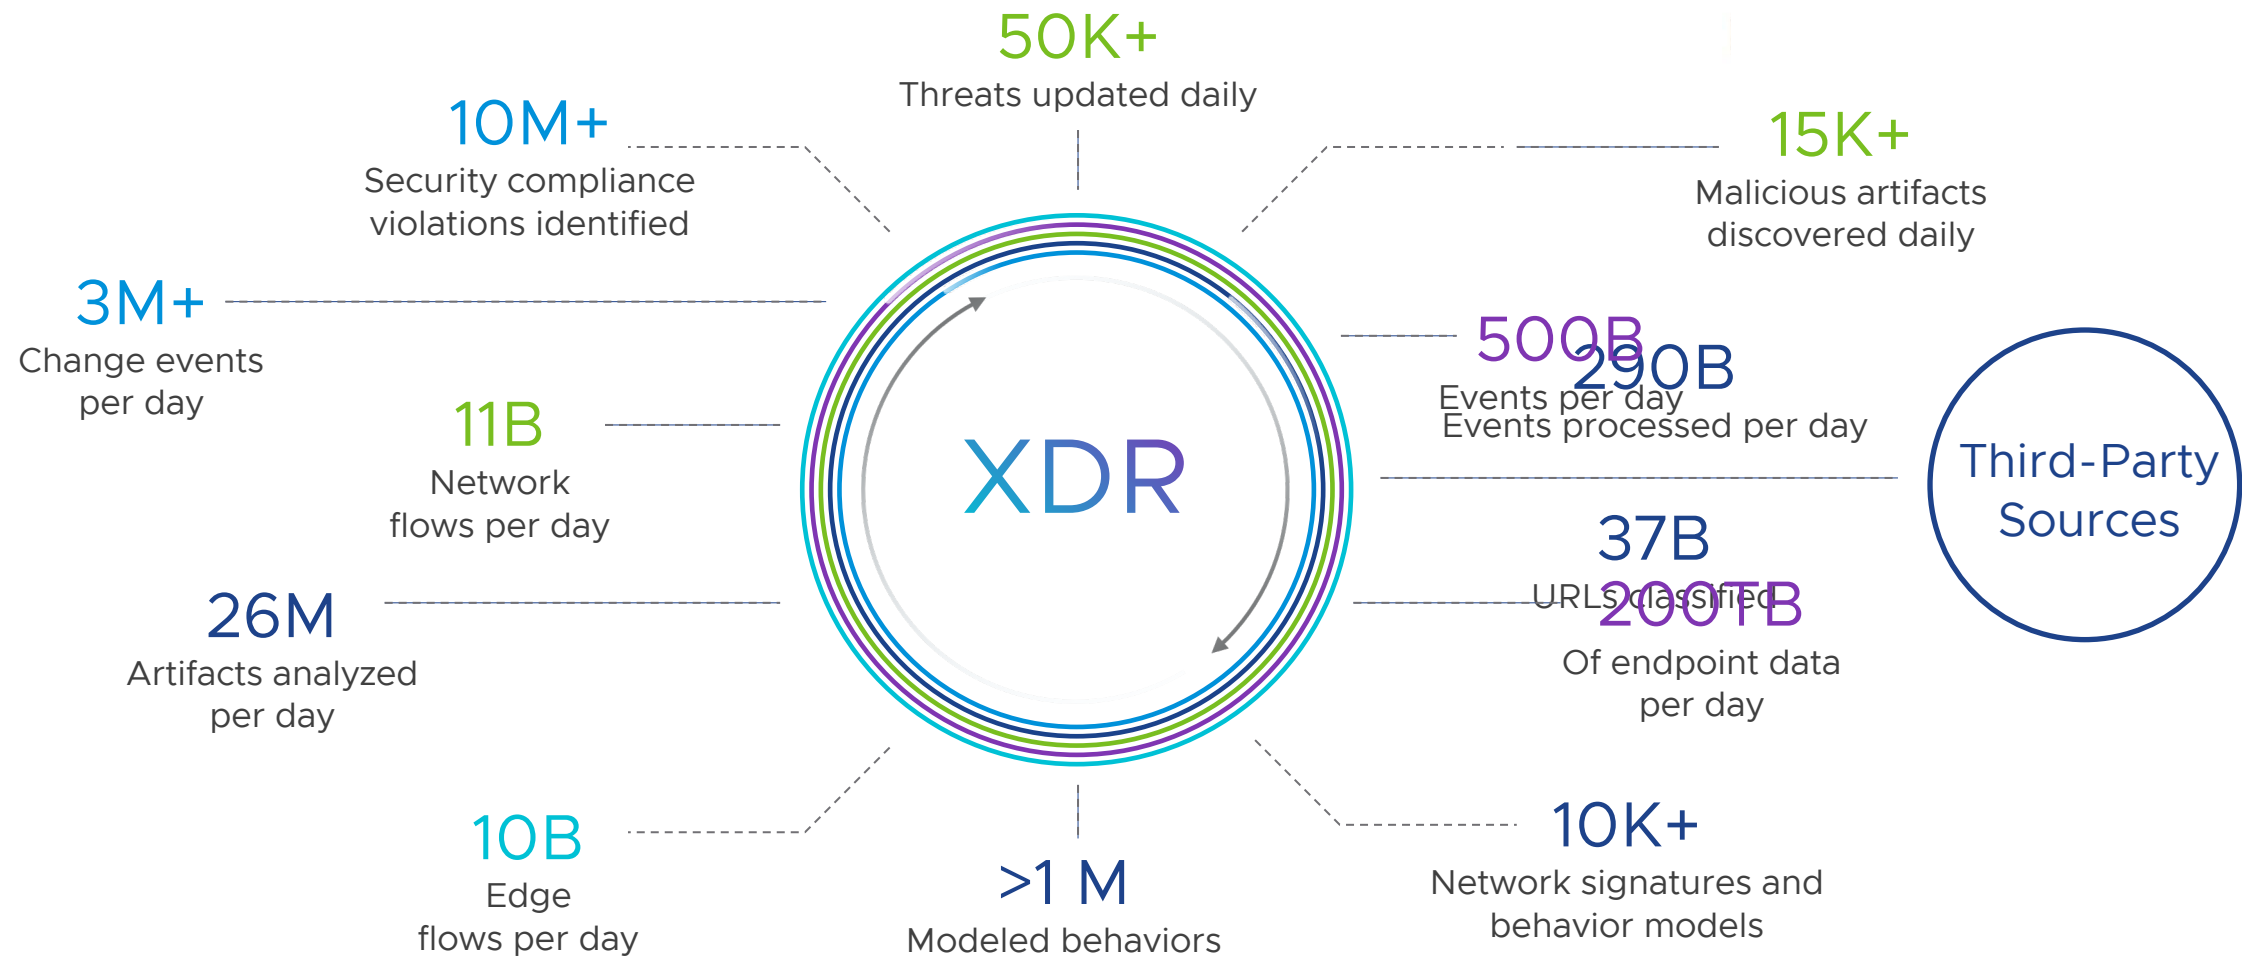 50K+
Threats updated daily
10M+
Security compliance
violations identified
15K+
Malicious artifacts
discovered daily
3M+
Change events
per day
500B
Events per day
290B
Events processed per day
11B
Network
flows per day
XDR
Third-Party
Sources
37B
URLs classified
200TB
Of endpoint data
per day
26M
Artifacts analyzed
per day
10B
Edge
flows per day
>1 M
Modeled behaviors
10K+
Network signatures and
behavior models